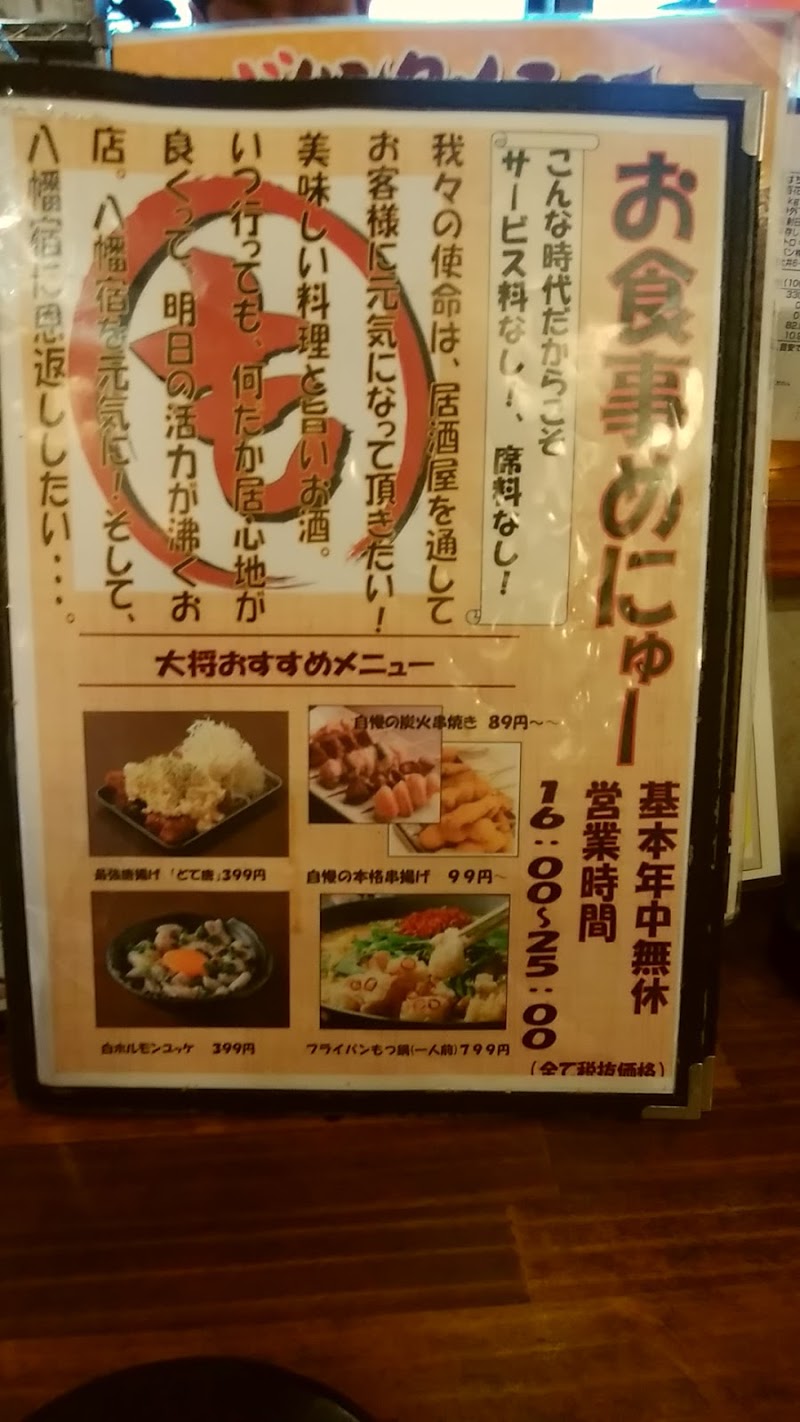 お食事めにゅー
こんな時代だからこそ
サービス料なし！、席料なし！
我々の使命は、居酒屋を通して
お客様に元気になって頂きたい！
美味しい料理と旨いお酒。
いつ行っても、何たか居心地が
良くって、明日の活力が沸くお
店。八幡宿を元気に！そして、
八幡宿に恩返ししたい・・・。
も
基本年中無休
営業時間
16：00～25：00
(全て税抜価格)
大将おすすめメニュー
自慢の炭火串焼き 89円～～
最強唐揚げ「どて唐」399円
自慢の本格串揚げ 99円～
白ホルモンユッケ 399円
フライパンもつ鍋(一人前)799円